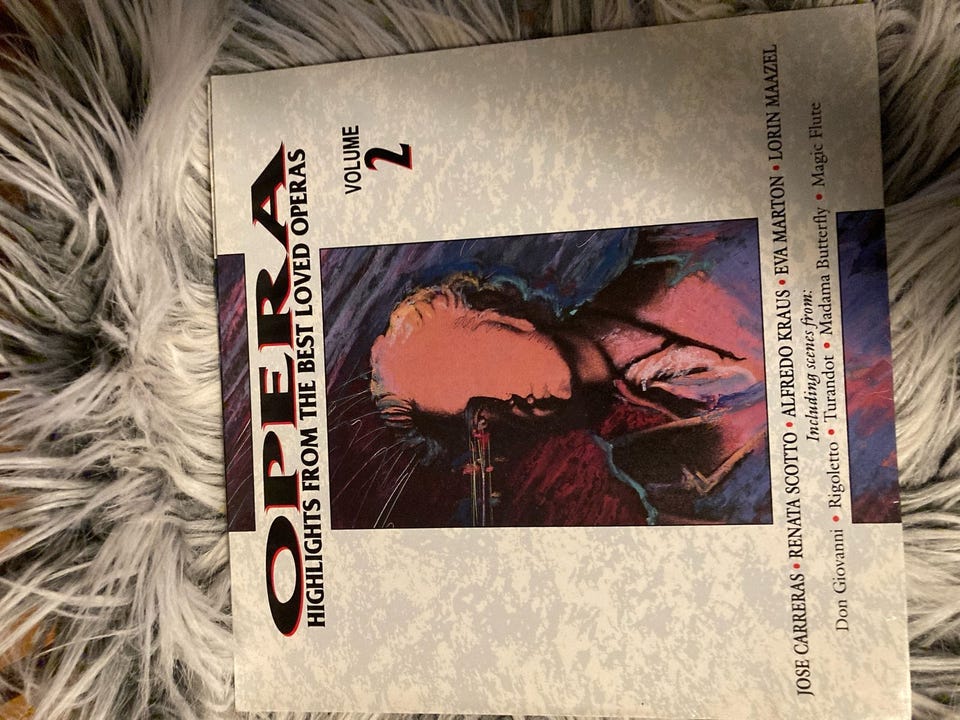 OPERA
HIGHLIGHTS FROM THE BEST LOVED OPERAS
VOLUME
2
JOSE CARRERAS • RENATA SCOTTO • ALFREDO KRAUS • EVA MARTON • LORIN MAAZEL
Including scenes from:
Don Giovanni • Rigoletto • Turandot • Madama Butterfly • Magic Flute